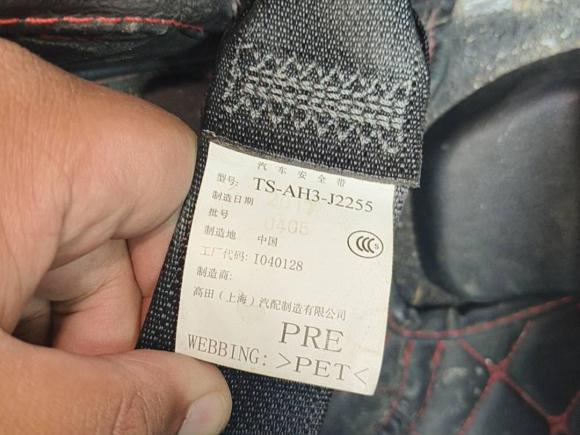 汽车安全带
型号: TS-AH3-J2255
制造日期
批号 0405
制造地 中国
CCCs
工厂代码: I040128
制造商:
高田(上海)汽配制造有限公司
PRE
WEBBING: >PET<